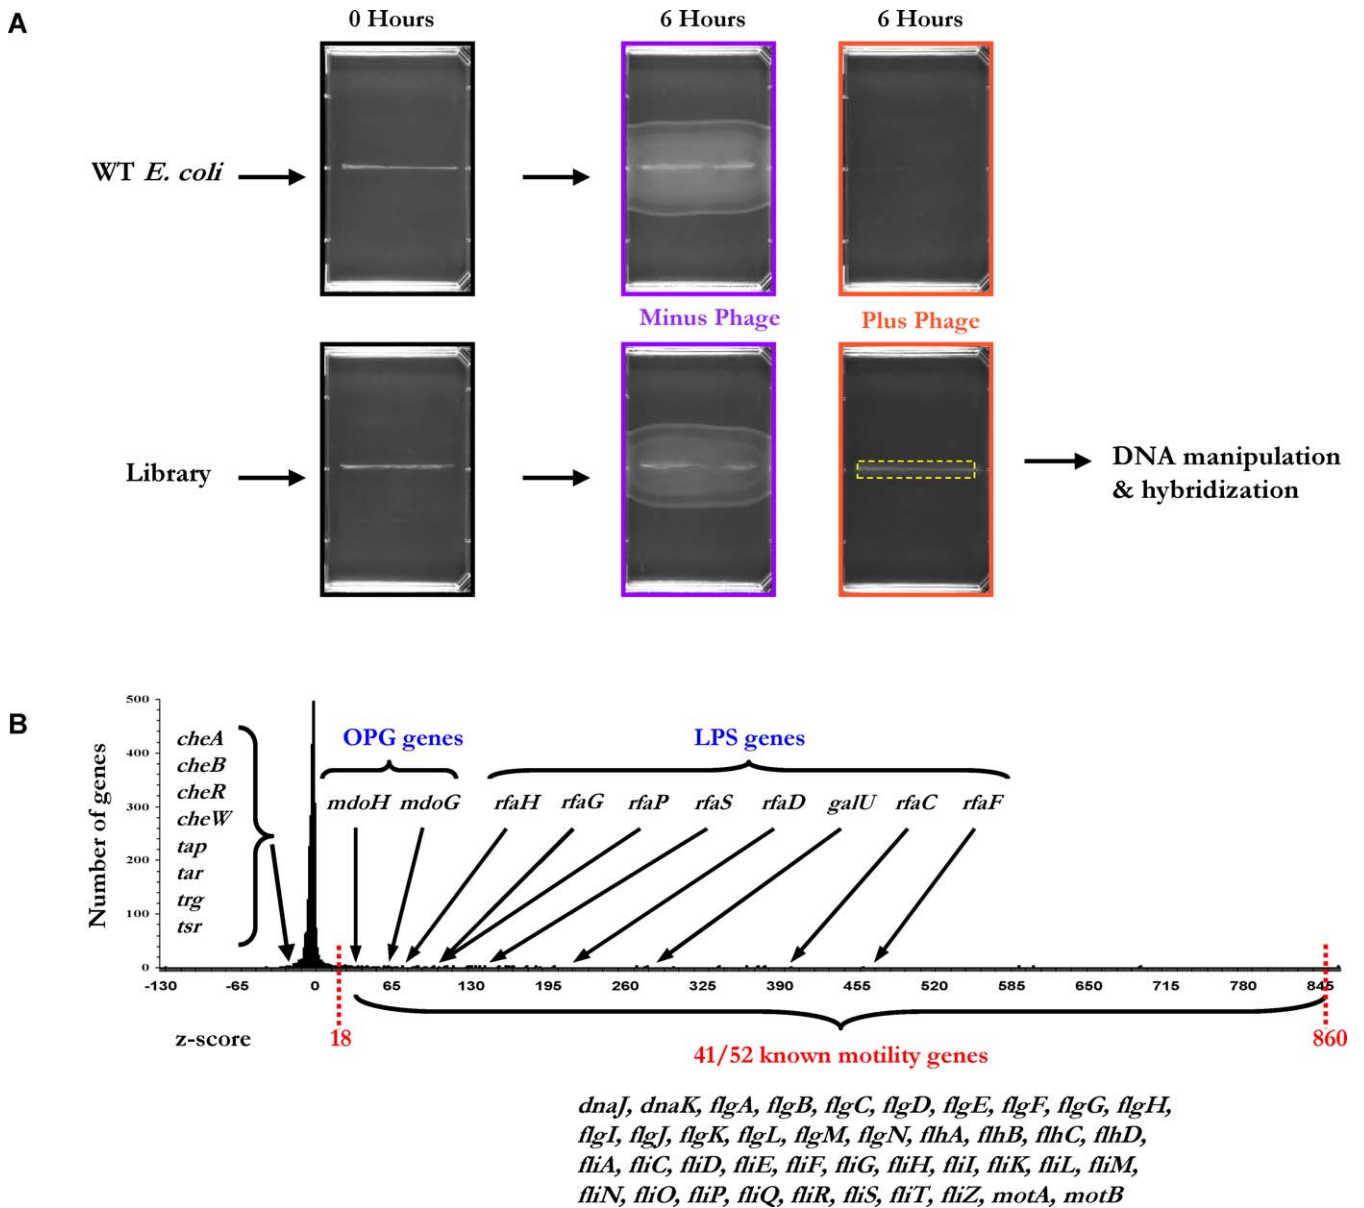 A
0 Hours
6 Hours
6 Hours
WT E. coli
Minus Phage
Plus Phage
Library
DNA manipulation
& hybridization
B
Number of genes
500
400
300
200
100
0
cheA
cheB
cheR
cheW
tap
tar
trg
tsr
OPG genes
LPS genes
mdoH mdoG rfaH rfaG rfaP rfaS rfaD galU rfaC rfaF
-130 -65 0 65 130 195 260 325 390 455 520 585 650 715 780 845
z-score
18
860
41/52 known motility genes
dnaJ, dnaK, flgA, flgB, flgC, flgD, flgE, flgF, flgG, flgH,
flgI, flgJ, flgK, flgL, flgM, flgN, flhA, flhB, flhC, flhD,
fliA, fliC, fliD, fliE, fliF, fliG, fliH, fliI, fliK, fliL, fliM,
fliN, fliO, fliP, fliQ, fliR, fliS, fliT, fliZ, motA, motB